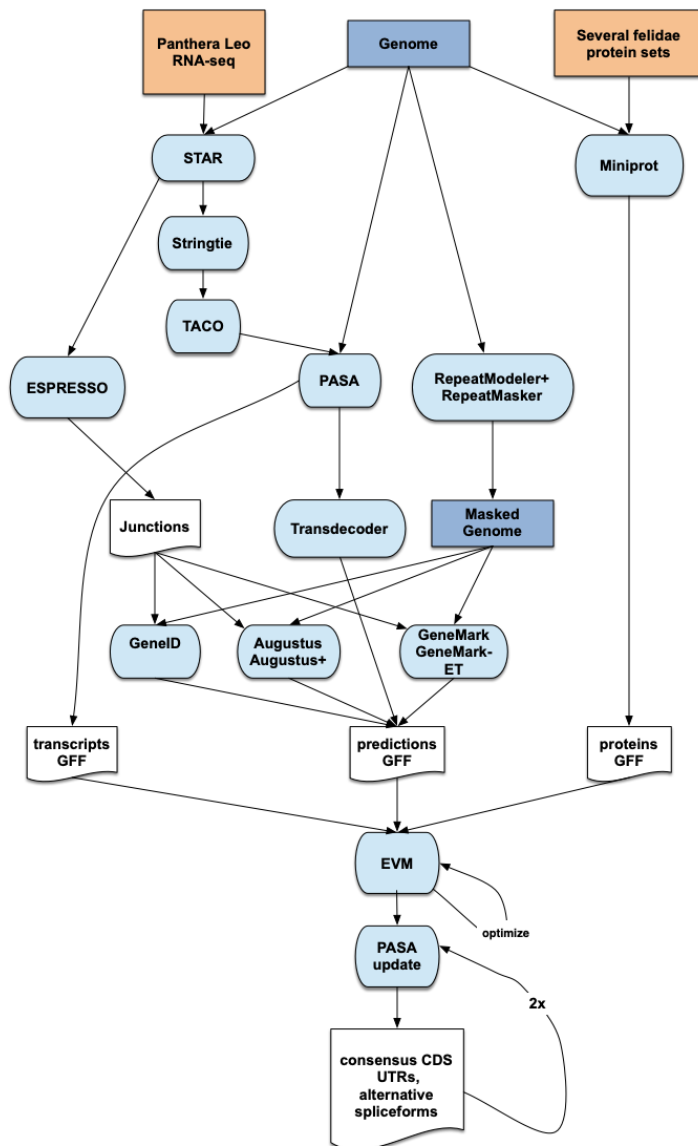 Panthera Leo
RNA-seq
Genome
Several felidae
protein sets
STAR
Miniprot
Stringtie
TACO
ESPRESSO
PASA
RepeatModeler+
RepeatMasker
Junctions
Transdecoder
Masked
Genome
GeneID
Augustus
Augustus+
GeneMark
GeneMark-
ET
transcripts
GFF
predictions
GFF
proteins
GFF
EVM
optimize
PASA
update
2x
consensus CDS
UTRs,
alternative
spliceforms